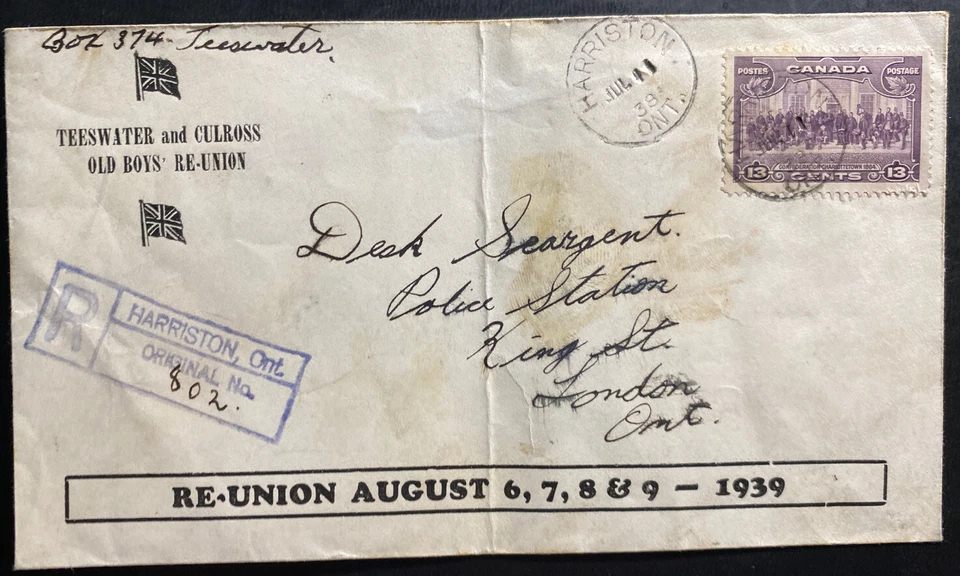 Box 374 Teeswater
TEESWATER and CULROSS
OLD BOYS' RE-UNION
HARRISTON
JUL 11
38
ONT.
POSTES CANADA POSTAGE
13 CENTS 13
Desk Seargent.
Police Station
King St.
London
Ont.
R
HARRISTON, Ont.
ORIGINAL No.
802.
RE-UNION AUGUST 6, 7, 8 & 9 — 1939